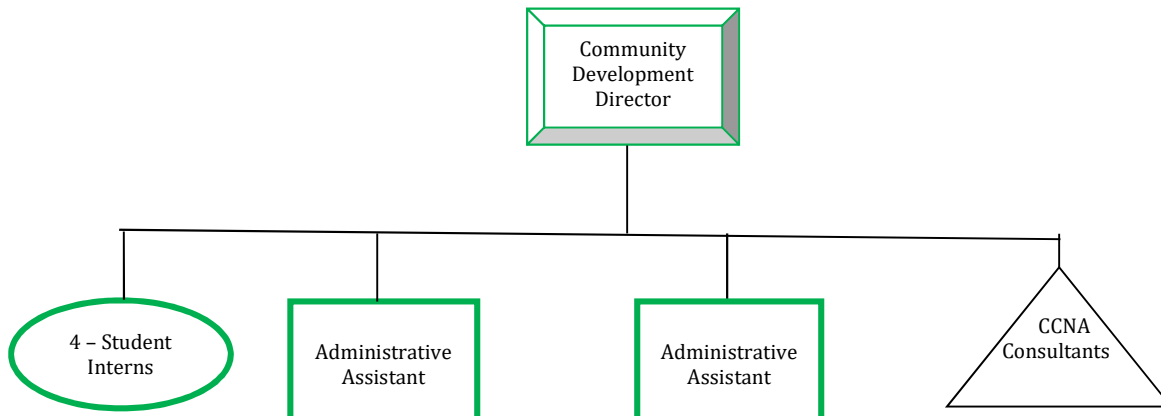 Community
Development
Director
4 – Student
Interns
Administrative
Assistant
Administrative
Assistant
CCNA
Consultants